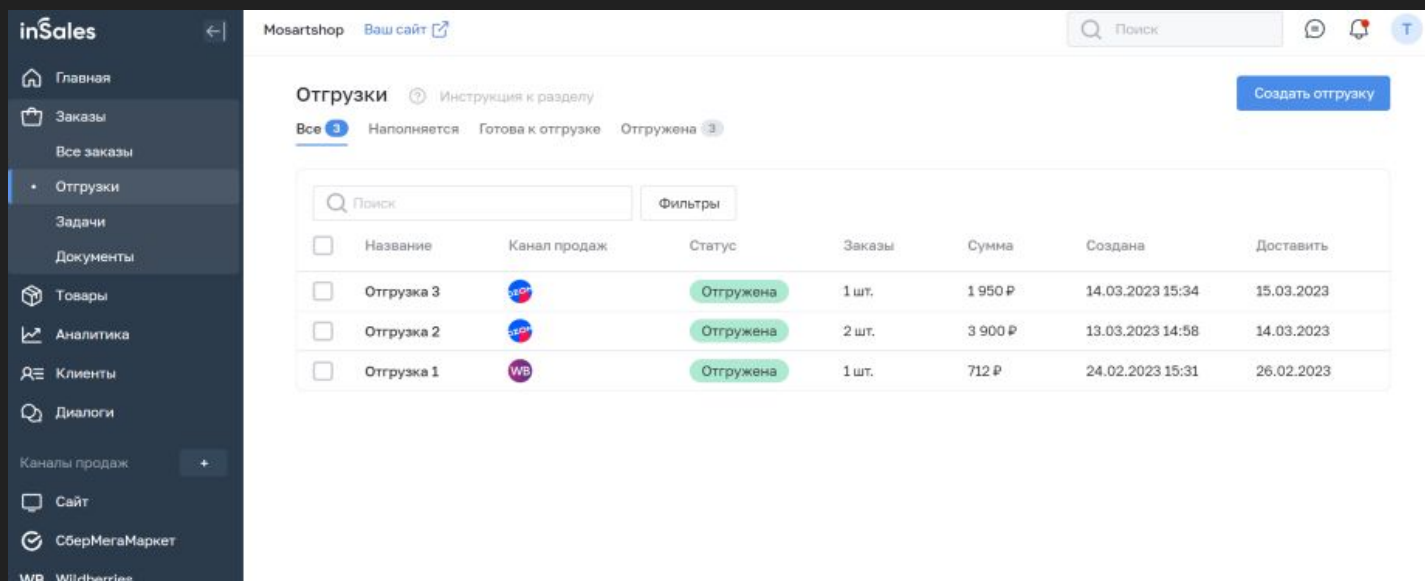 inSales
Mosartshop Ваш сайт Поиск T
Главная
Заказы
Все заказы
Отгрузки
Задачи
Документы
Товары
Аналитика
Клиенты
Диалоги
Каналы продаж +
Сайт
СберМегаМаркет
WB Wildberries
Отгрузки ? Инструкция к разделу Создать отгрузку
Все 3 Наполняется Готова к отгрузке Отгружена 3
Поиск Фильтры
Название Канал продаж Статус Заказы Сумма Создана Доставить
Отгрузка 3 OZON Отгружена 1 шт. 1 950 ₽ 14.03.2023 15:34 15.03.2023
Отгрузка 2 OZON Отгружена 2 шт. 3 900 ₽ 13.03.2023 14:58 14.03.2023
Отгрузка 1 WB Отгружена 1 шт. 712 ₽ 24.02.2023 15:31 26.02.2023